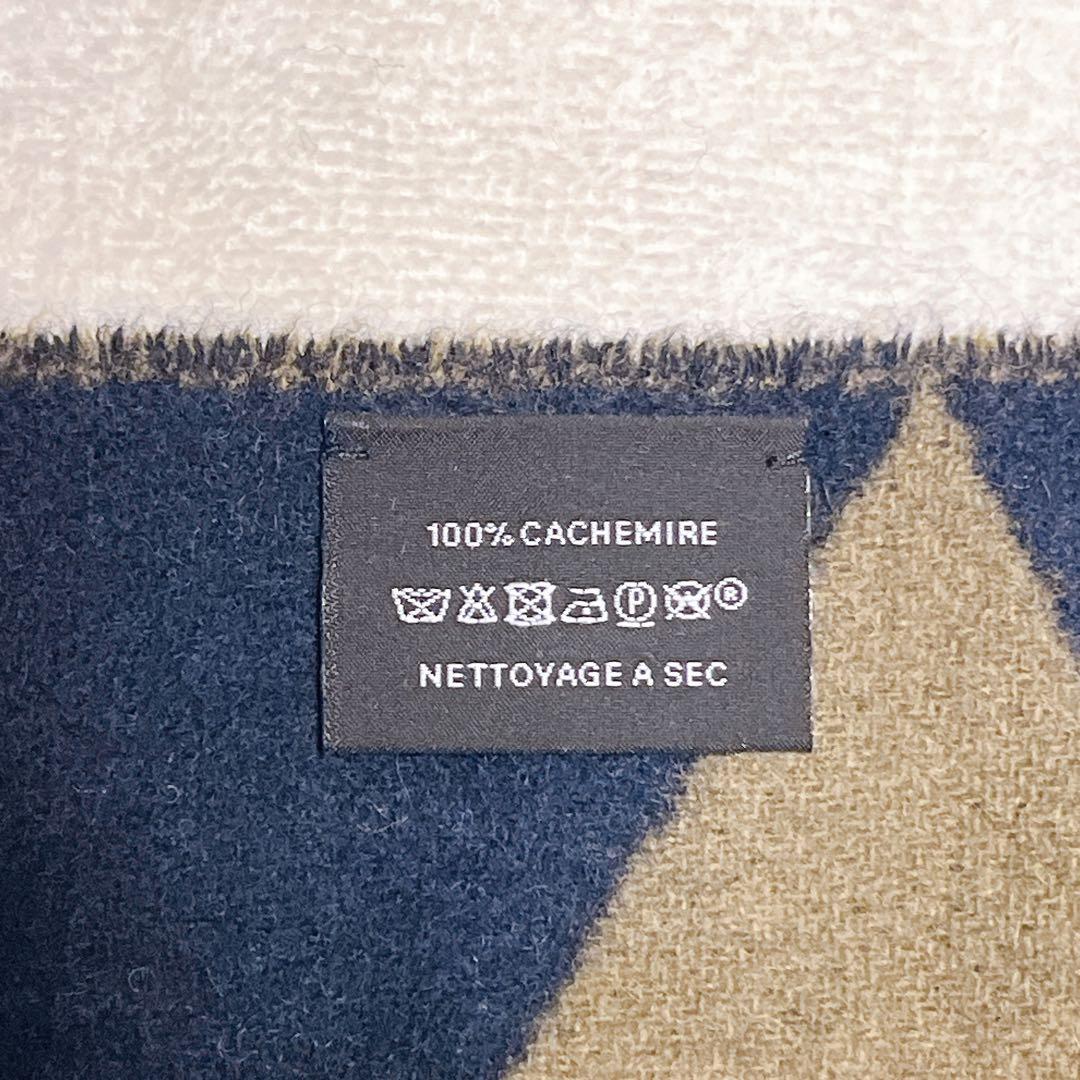 100% CACHEMIRE
P W ®
NETTOYAGE A SEC